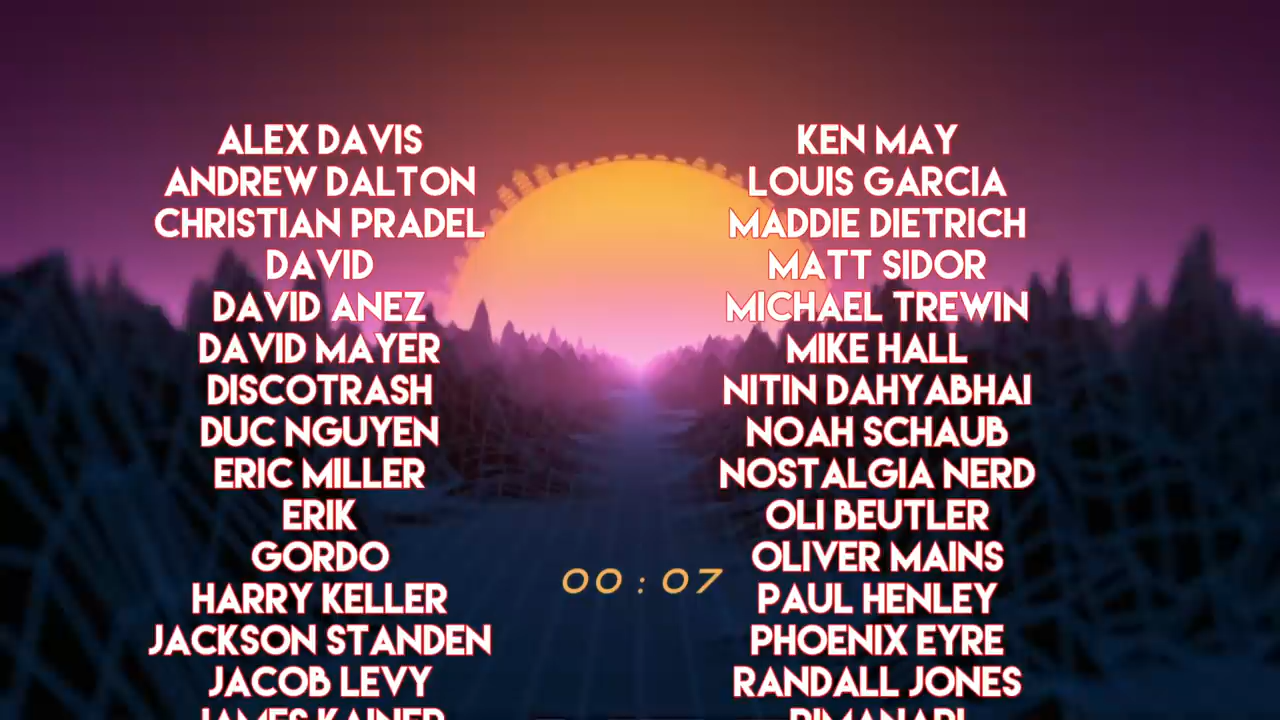 ALEX DAVIS
ANDREW DALTON
CHRISTIAN PRADEL
DAVID
DAVID ANEZ
DAVID MAYER
DISCOTRASH
DUC NGUYEN
ERIC MILLER
ERIK
GORDO
HARRY KELLER
JACKSON STANDEN
JACOB LEVY
JAMES KAINER
KEN MAY
LOUIS GARCIA
MADDIE DIETRICH
MATT SIDOR
MICHAEL TREWIN
MIKE HALL
NITIN DAHYABHAI
NOAH SCHAUB
NOSTALGIA NERD
OLI BEUTLER
OLIVER MAINS
PAUL HENLEY
PHOENIX EYRE
RANDALL JONES
00 : 07